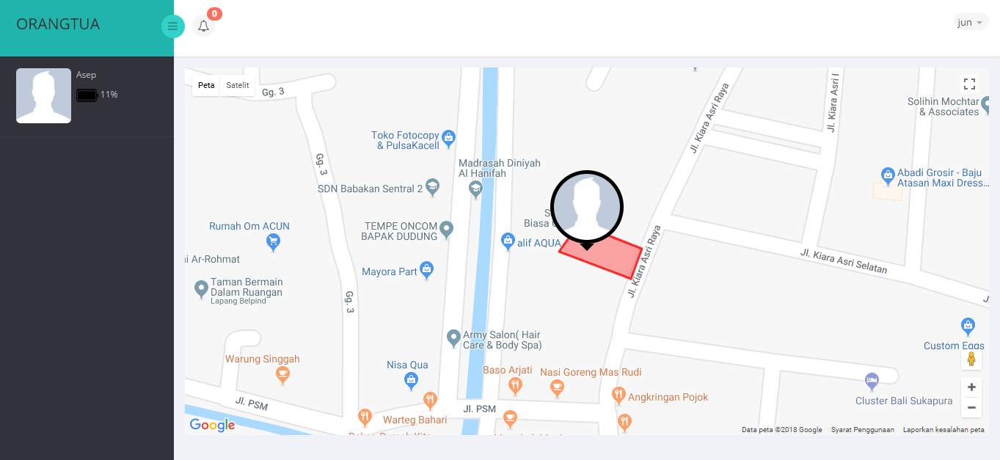 ORANGTUA
0
jun
Asep
11%
Peta
Satelit
Gg. 3
Jl. Kiara Asri Raya
Jl. Kiara Asri I
Solihin Mochtar
& Associates
Toko Fotocopy
& PulsaKacell
Gg. 3
Madrasah Diniyah
Al Hanifah
Abadi Grosir - Baju
Atasan Maxi Dress...
SDN Babakan Sentral 2
Biasa
Rumah Om ACUN
TEMPE ONCOM
BAPAK DUDUNG
alif AQUA
Jl. Kiara Asri Raya
Jl. Kiara Asri Selatan
Ar-Rohmat
Mayora Part
Taman Bermain
Dalam Ruangan
Lapang Belpind
Gg. 3
Army Salon( Hair
Care & Body Spa)
Custom Eggs
Warung Singgah
Nisa Qua
Baso Arjati
Nasi Goreng Mas Rudi
Angkringan Pojok
Cluster Bali Sukapura
Jl. PSM
Jl. PSM
Warteg Bahari
Google
Data peta ©2018 Google
Syarat Penggunaan
Laporkan kesalahan peta